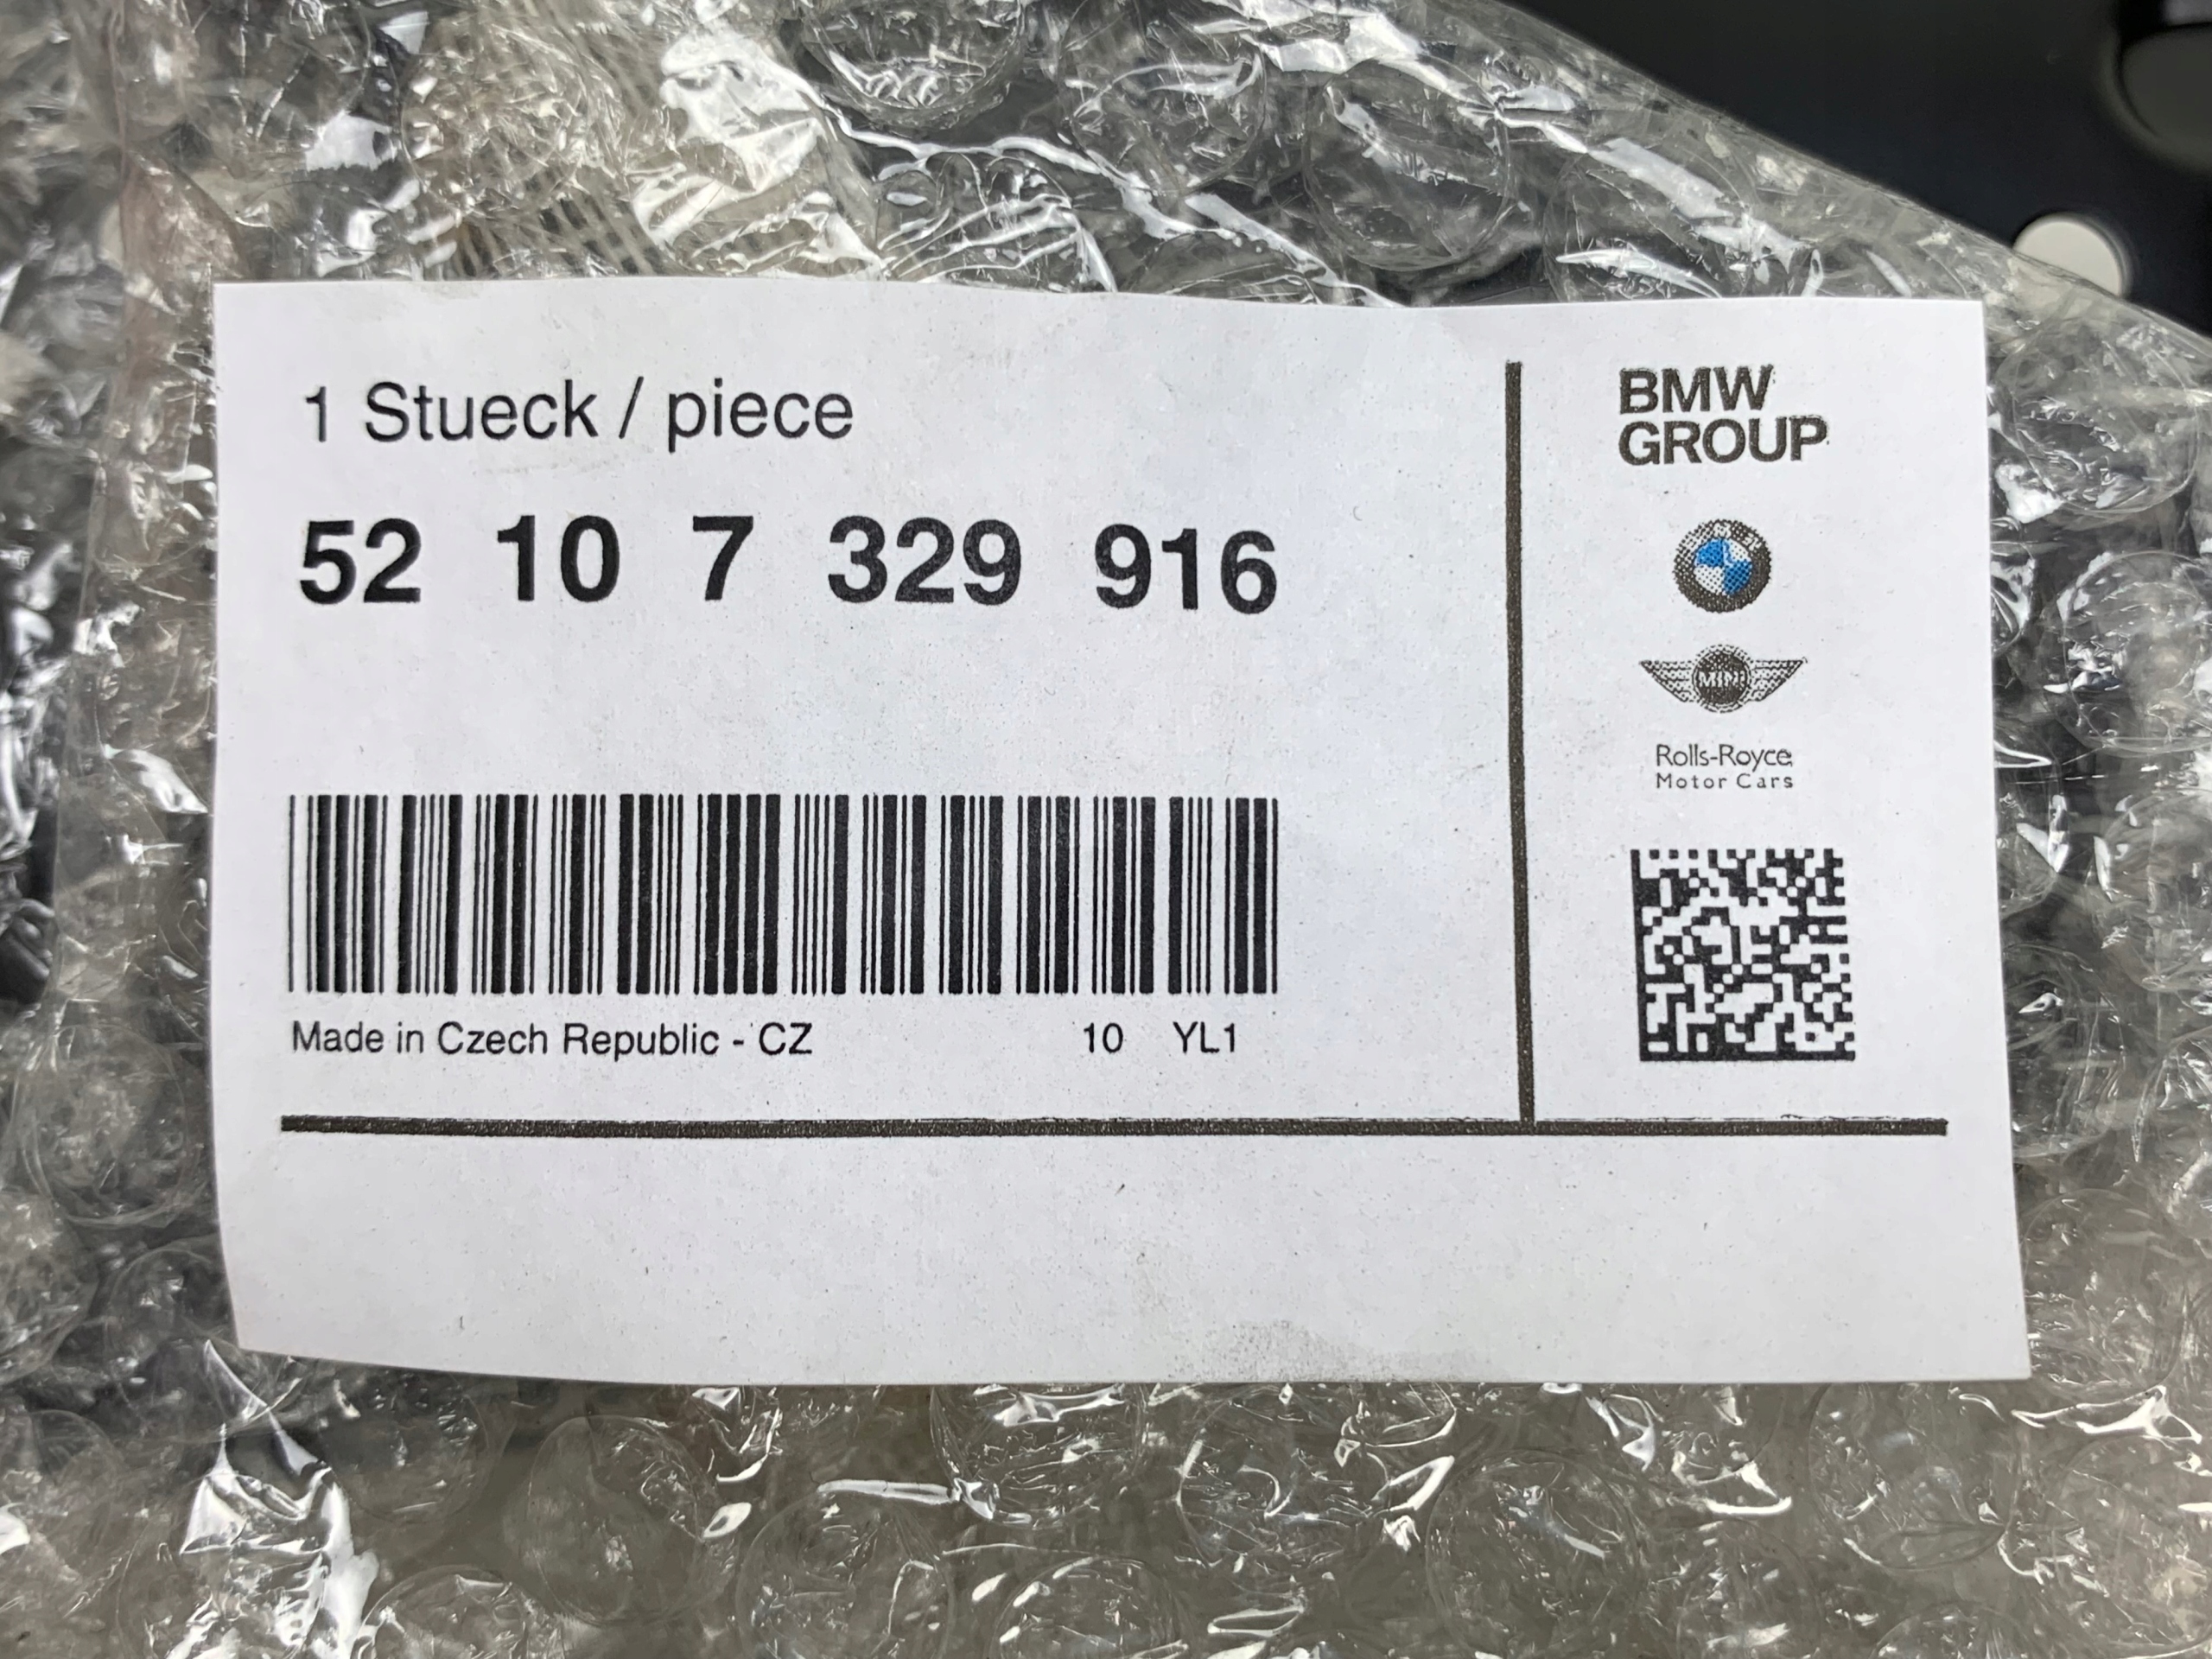 1 Stueck / piece
52 10 7 329 916
Made in Czech Republic - CZ 10 YL1
BMW
GROUP
MINI
Rolls-Royce
Motor Cars